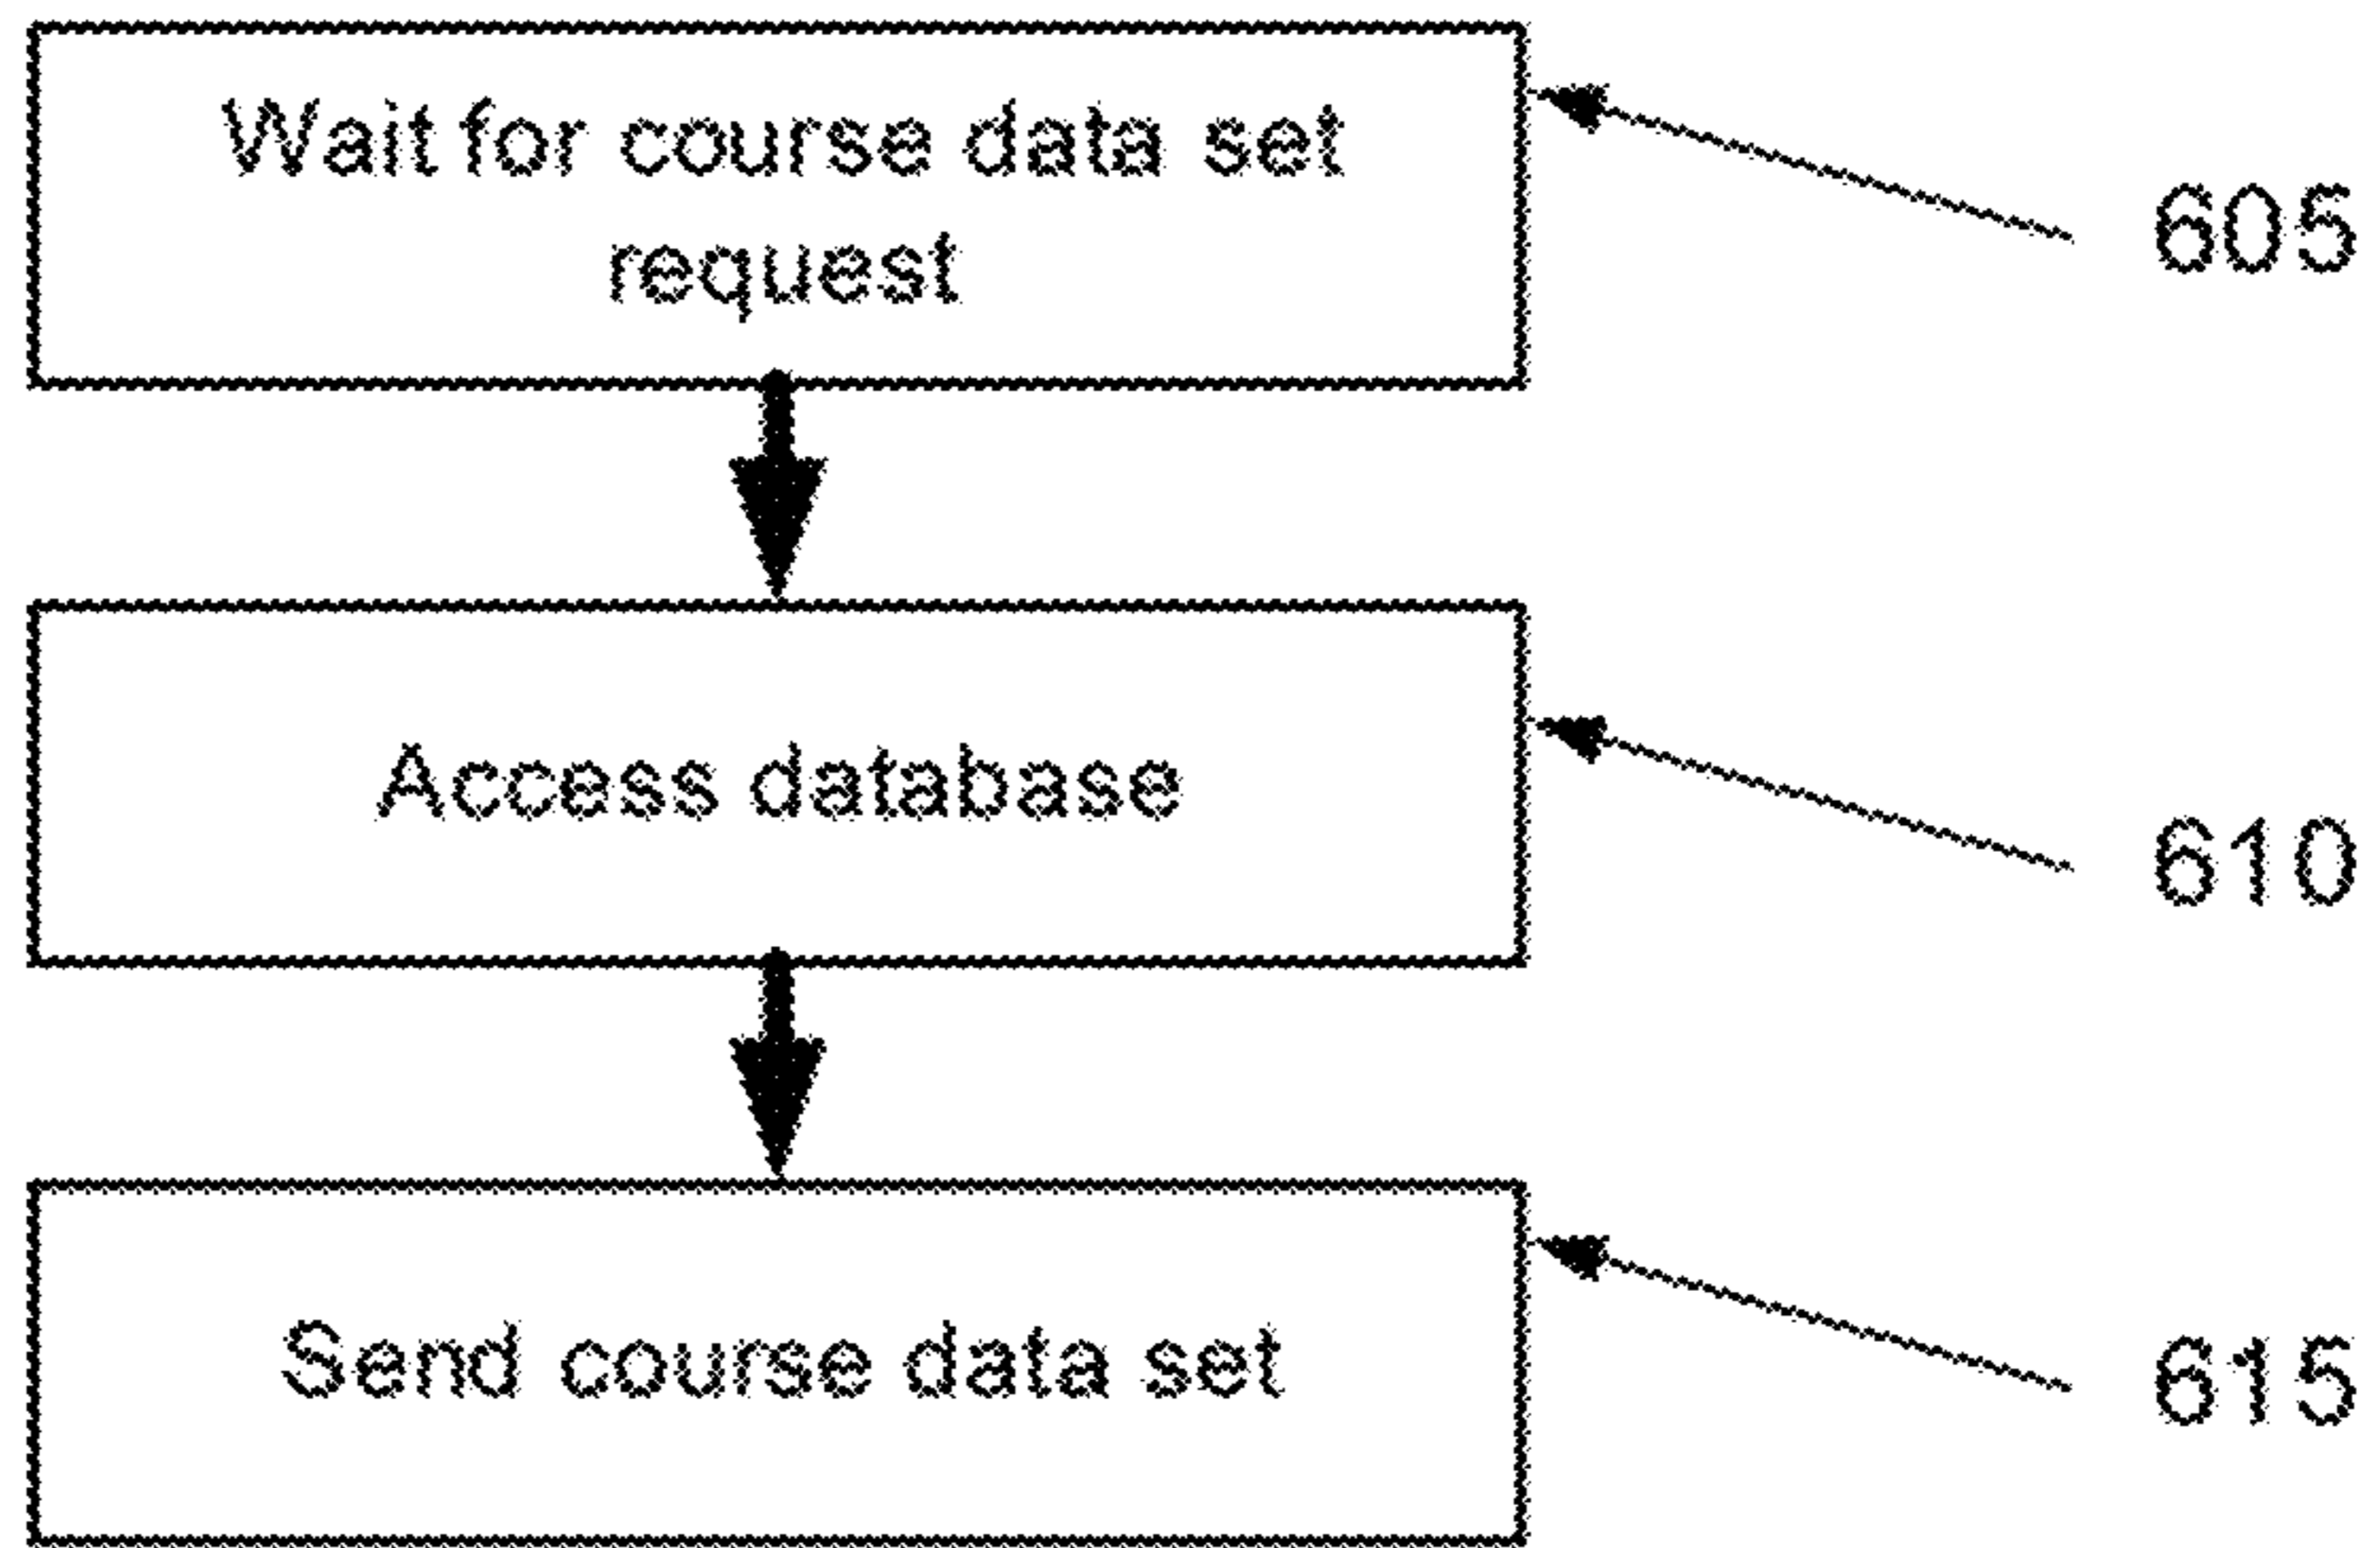 Wait for course data set
request
605
Access database
610
Send course data set
615